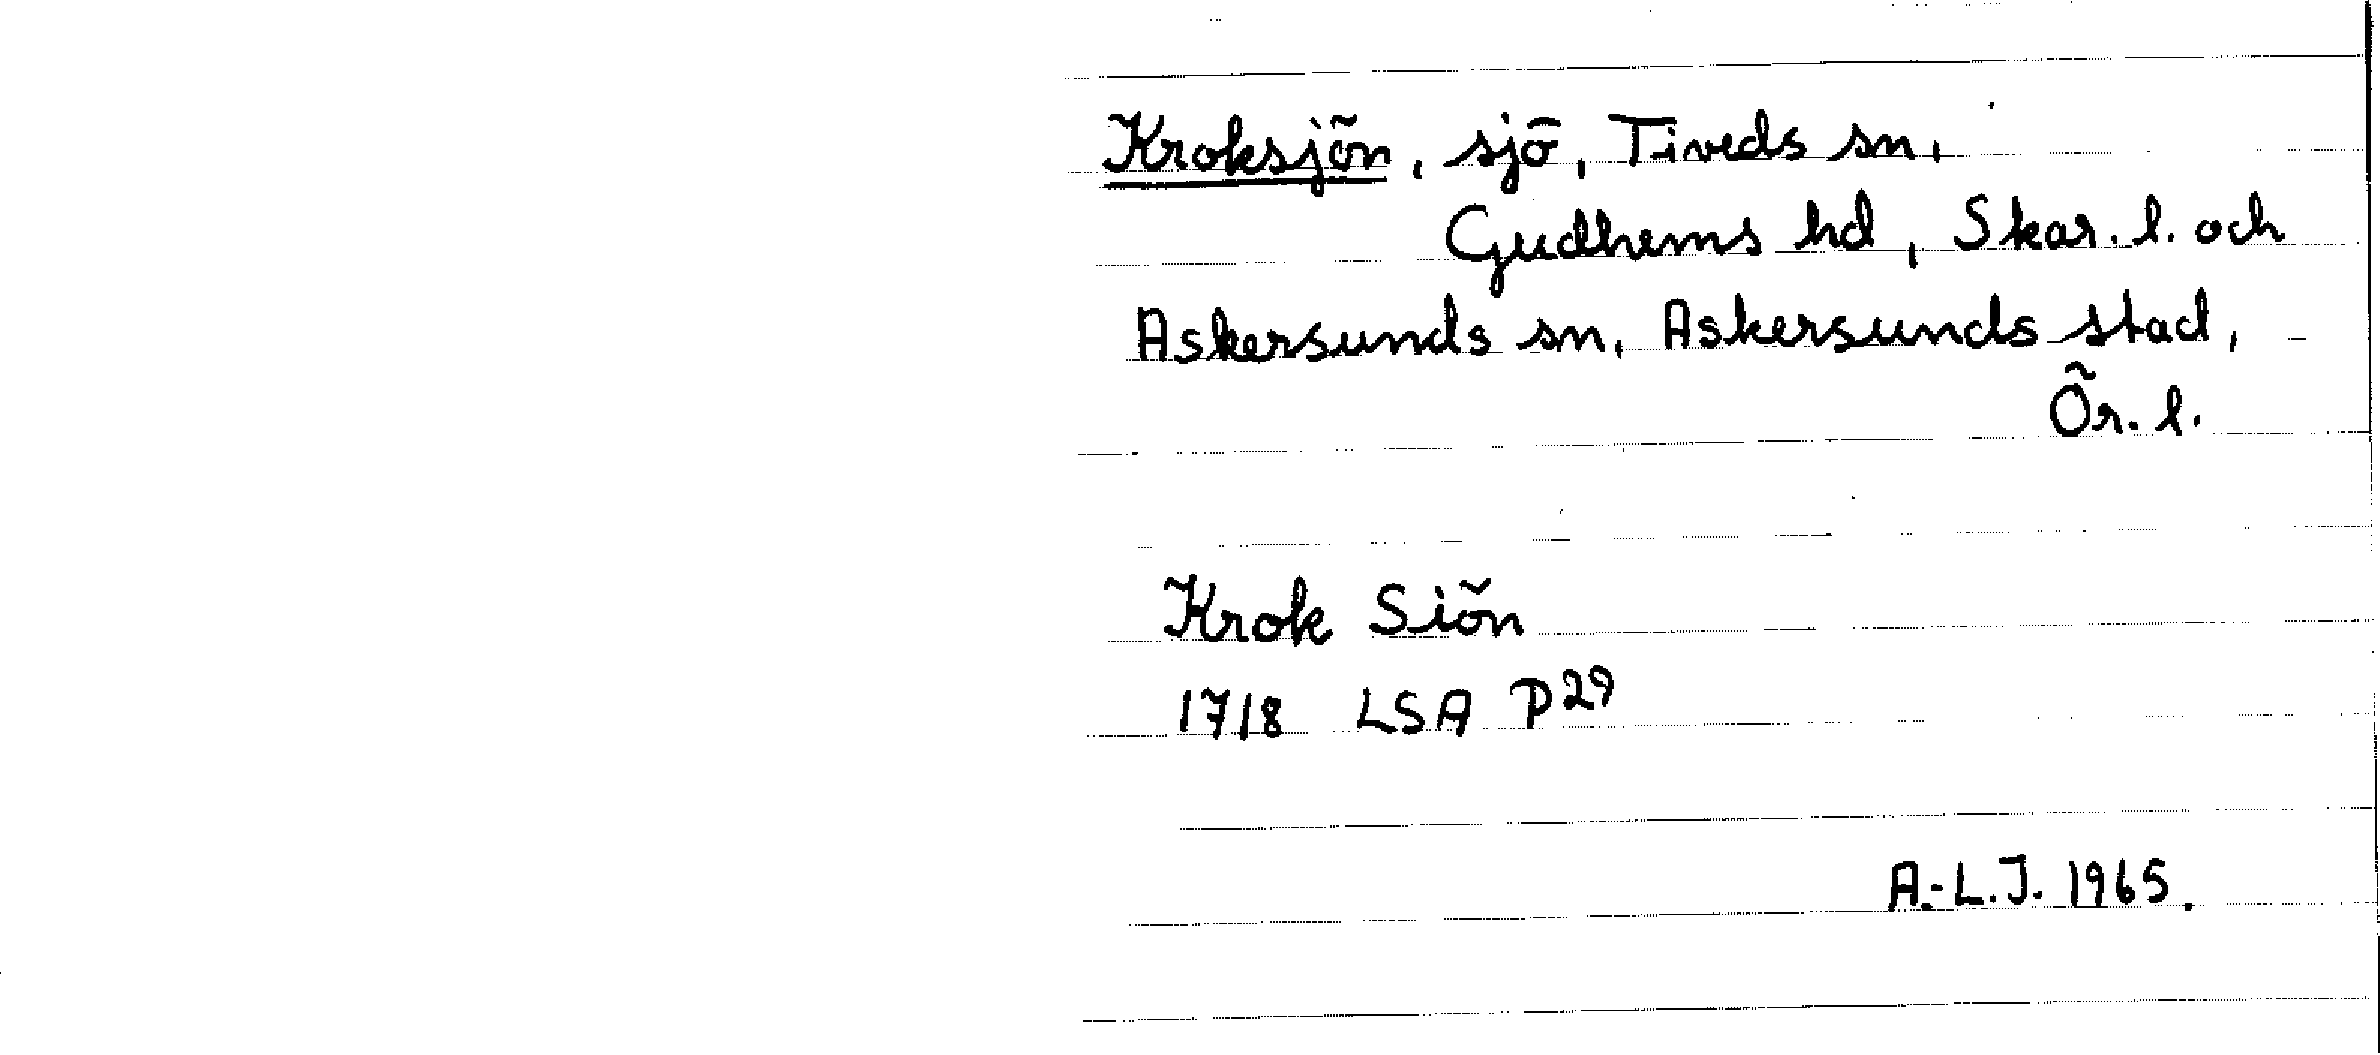 Kroksjön, sjö, Tiveds sn,
Gudhems hd, Skar. l. och
Askersunds sn, Askersunds stad,
Ör. l.
Krok Siön
1718 LSA P29
A.-L.J. 1965.